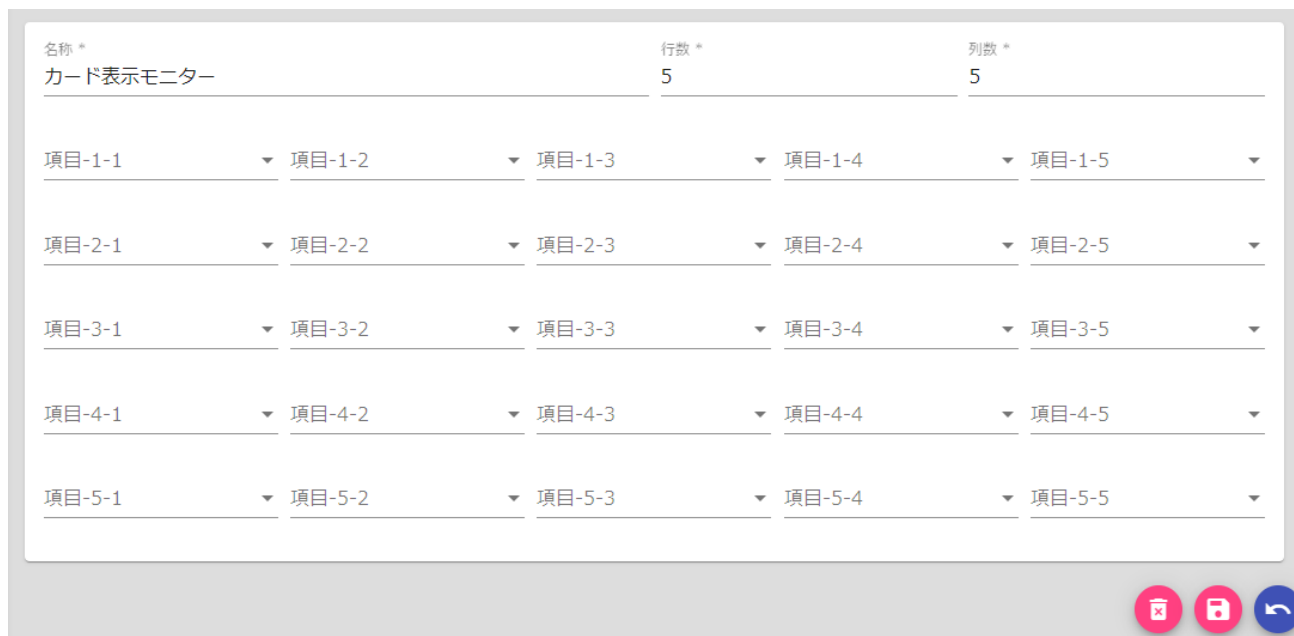 名称 * 行数 * 列数 *
カード表示モニター 5 5
項目-1-1 項目-1-2 項目-1-3 項目-1-4 項目-1-5
項目-2-1 項目-2-2 項目-2-3 項目-2-4 項目-2-5
項目-3-1 項目-3-2 項目-3-3 項目-3-4 項目-3-5
項目-4-1 項目-4-2 項目-4-3 項目-4-4 項目-4-5
項目-5-1 項目-5-2 項目-5-3 項目-5-4 項目-5-5